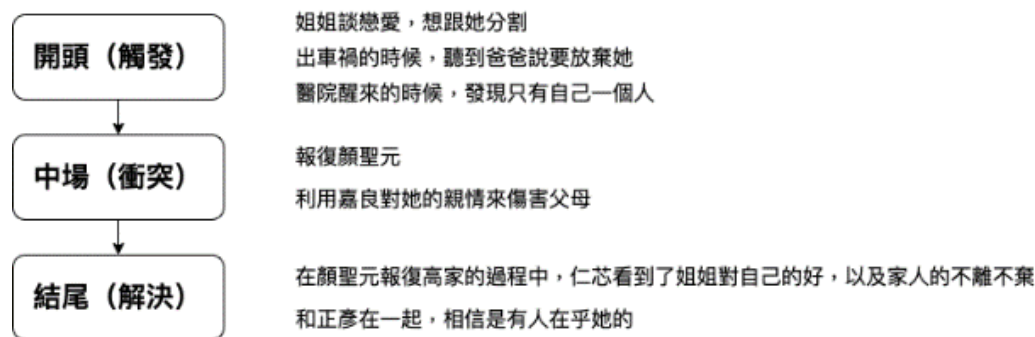 開頭（觸發）
姐姐談戀愛，想跟她分割
出車禍的時候，聽到爸爸說要放棄她
醫院醒來的時候，發現只有自己一個人
中場（衝突）
報復顏聖元
利用嘉良對她的親情來傷害父母
結尾（解決）
在顏聖元報復高家的過程中，仁芯看到了姐姐對自己的好，以及家人的不離不棄
和正彥在一起，相信是有人在乎她的